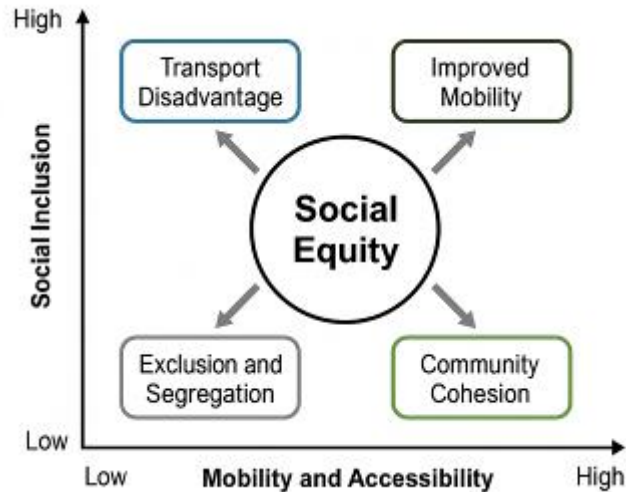 High
Transport
Disadvantage
Improved
Mobility
Social Inclusion
Social
Equity
Exclusion and
Segregation
Community
Cohesion
Low
Low
Mobility and Accessibility
High